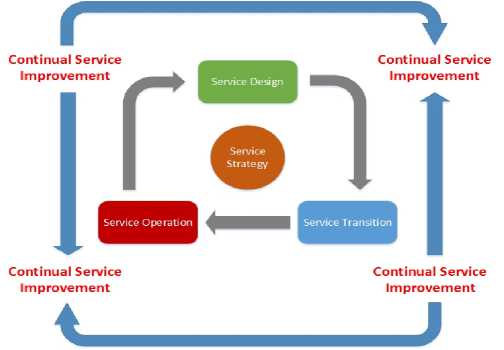 Continual Service
Improvement
Continual Service
Improvement
Service Design
Service
Strategy
Service Operation
Service Transition
Continual Service
Improvement
Continual Service
Improvement